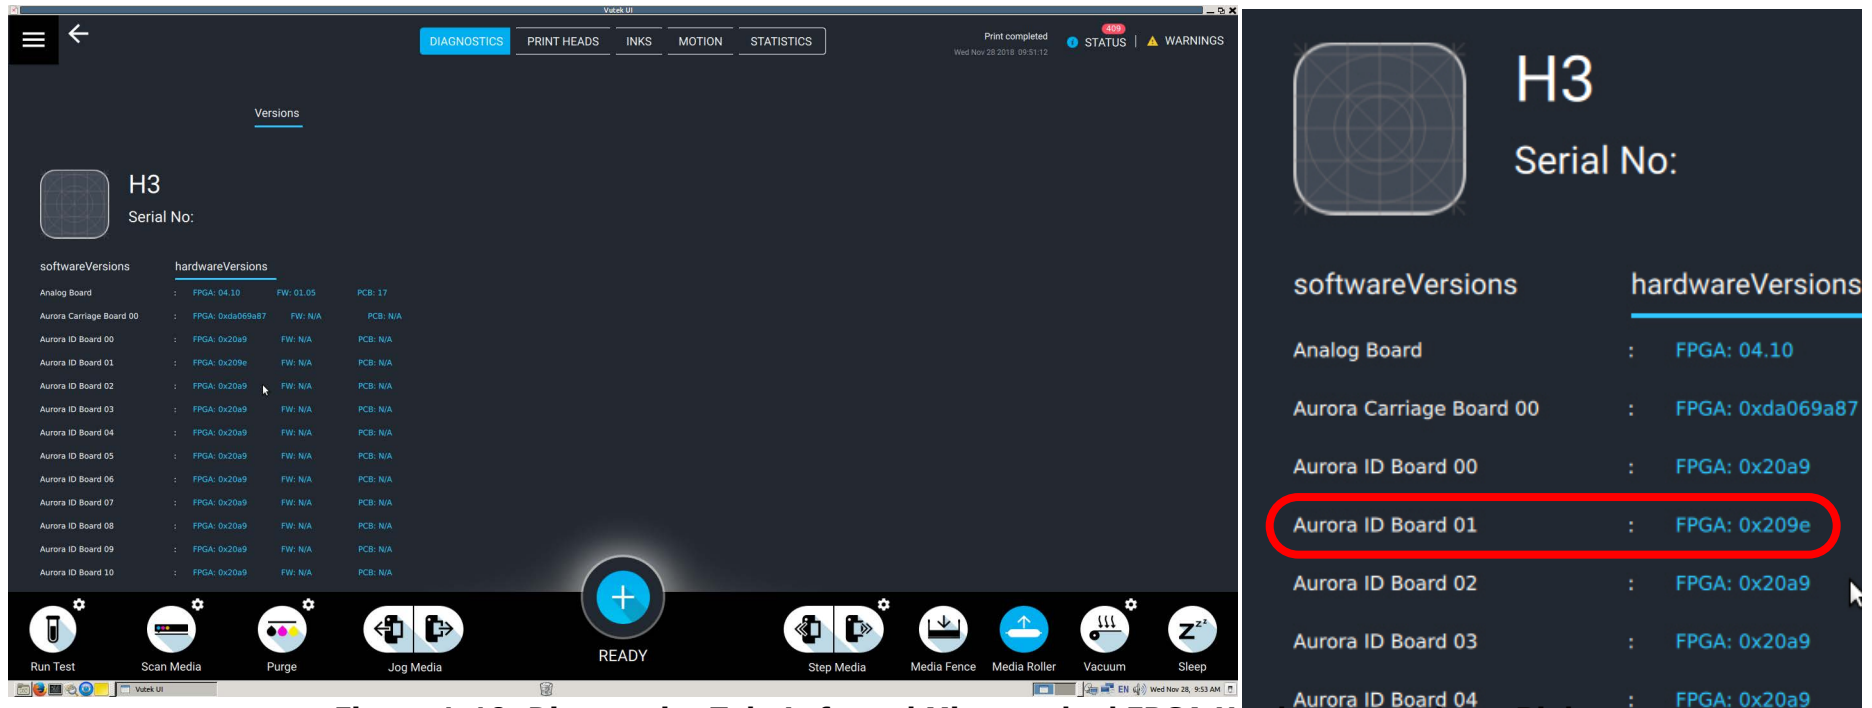 Vutek UI
DIAGNOSTICS PRINT HEADS INKS MOTION STATISTICS
Print completed
Wed Nov 28 2018 09:51:12
409
STATUS | WARNINGS
Versions
H3
Serial No:
softwareVersions hardwareVersions
Analog Board : FPGA: 04.10 FW: 01.05 PCB: 17
Aurora Carriage Board 00 : FPGA: 0xda069a87 FW: N/A PCB: N/A
Aurora ID Board 00 : FPGA: 0x20a9 FW: N/A PCB: N/A
Aurora ID Board 01 : FPGA: 0x209e FW: N/A PCB: N/A
Aurora ID Board 02 : FPGA: 0x20a9 FW: N/A PCB: N/A
Aurora ID Board 03 : FPGA: 0x20a9 FW: N/A PCB: N/A
Aurora ID Board 04 : FPGA: 0x20a9 FW: N/A PCB: N/A
Aurora ID Board 05 : FPGA: 0x20a9 FW: N/A PCB: N/A
Aurora ID Board 06 : FPGA: 0x20a9 FW: N/A PCB: N/A
Aurora ID Board 07 : FPGA: 0x20a9 FW: N/A PCB: N/A
Aurora ID Board 08 : FPGA: 0x20a9 FW: N/A PCB: N/A
Aurora ID Board 09 : FPGA: 0x20a9 FW: N/A PCB: N/A
Aurora ID Board 10 : FPGA: 0x20a9 FW: N/A PCB: N/A
READY
Run Test Scan Media Purge Jog Media Step Media Media Fence Media Roller Vacuum Sleep
Vutek UI EN Wed Nov 28, 9:53 AM
H3
Serial No:
softwareVersions hardwareVersions
Analog Board : FPGA: 04.10
Aurora Carriage Board 00 : FPGA: 0xda069a87
Aurora ID Board 00 : FPGA: 0x20a9
Aurora ID Board 01 : FPGA: 0x209e
Aurora ID Board 02 : FPGA: 0x20a9
Aurora ID Board 03 : FPGA: 0x20a9
Aurora ID Board 04 : FPGA: 0x20a9